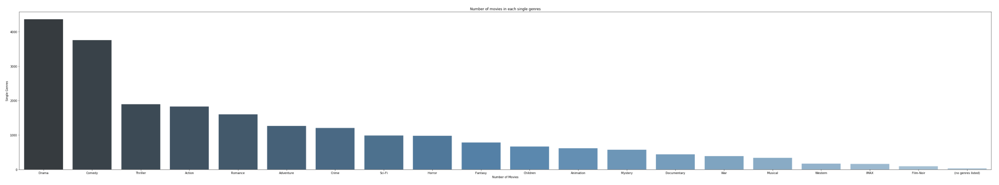 Number of movies in each single genres
4000
3000
2000
1000
0
Single Genres
Drama Comedy Thriller Action Romance Adventure Crime Sci-Fi Horror Fantasy Children Animation Mystery Documentary War Musical Western IMAX Film-Noir (no genres listed)
Number of Movies